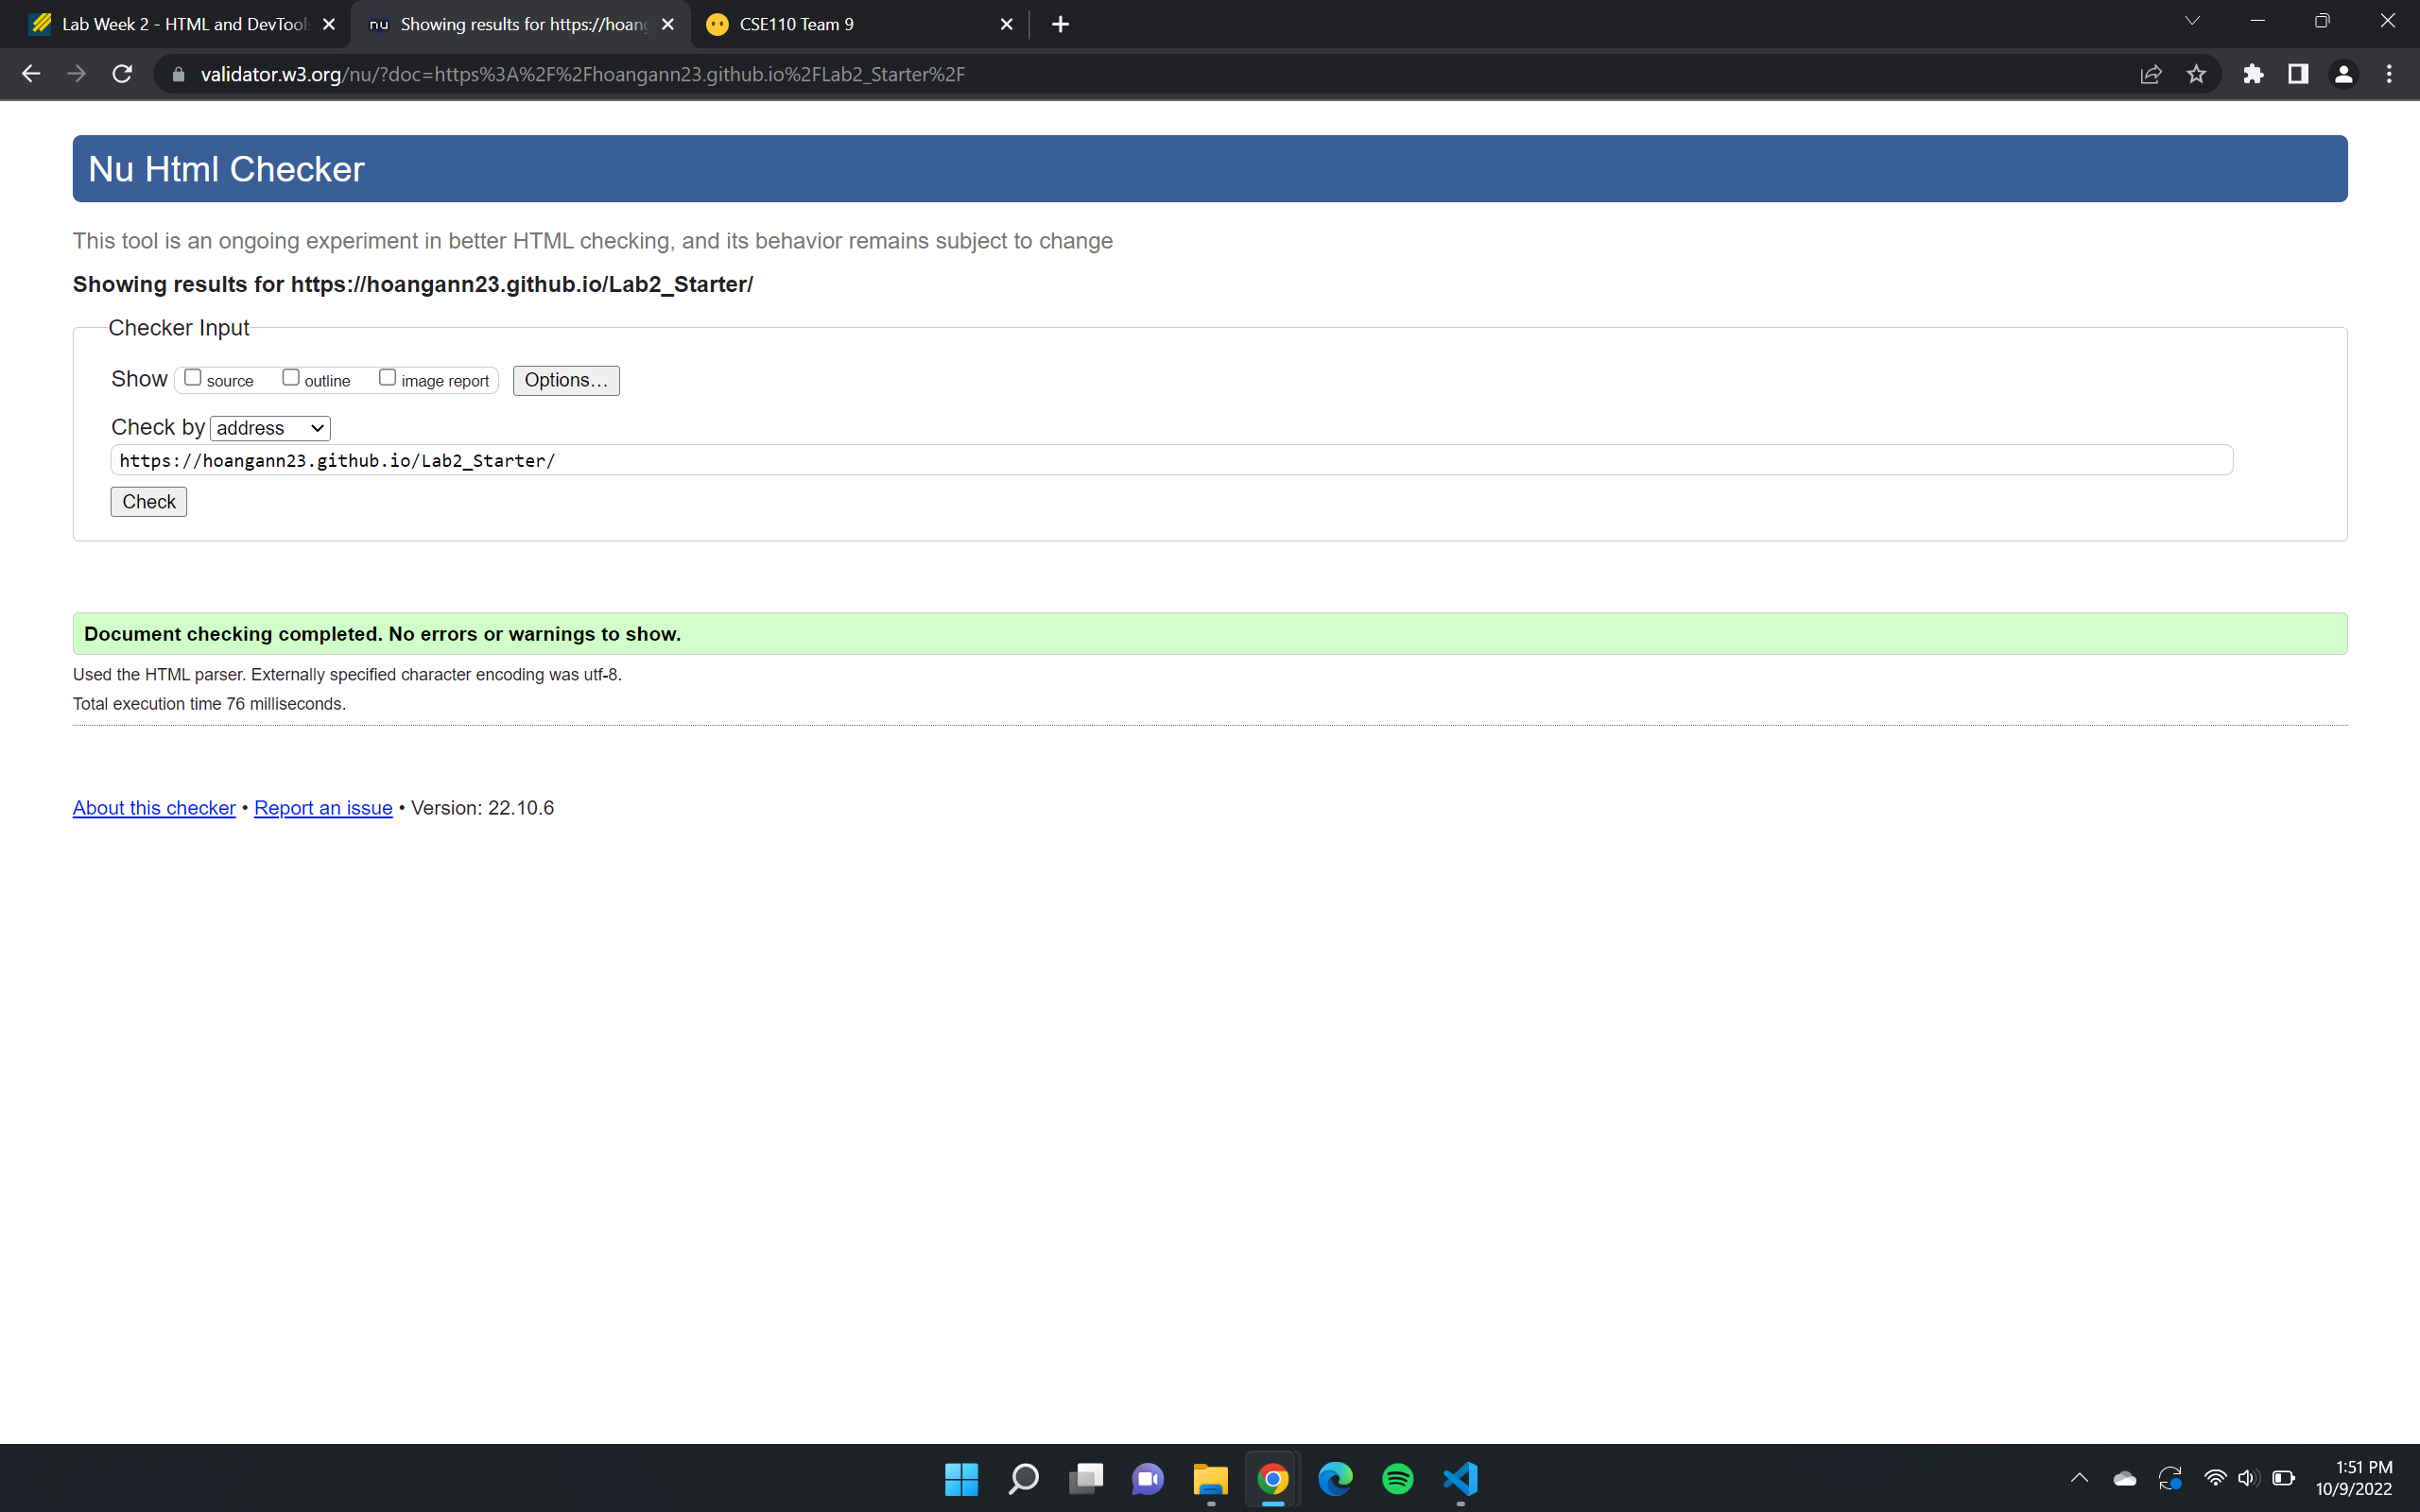 Lab Week 2 - HTML and DevTools
nu Showing results for https://hoang
CSE110 Team 9
validator.w3.org/nu/?doc=https%3A%2F%2Fhoangann23.github.io%2FLab2_Starter%2F
Nu Html Checker
This tool is an ongoing experiment in better HTML checking, and its behavior remains subject to change
Showing results for https://hoangann23.github.io/Lab2_Starter/
Checker Input
Show source outline image report Options...
Check by address
https://hoangann23.github.io/Lab2_Starter/
Check
Document checking completed. No errors or warnings to show.
Used the HTML parser. Externally specified character encoding was utf-8.
Total execution time 76 milliseconds.
About this checker • Report an issue • Version: 22.10.6
1:51 PM
10/9/2022